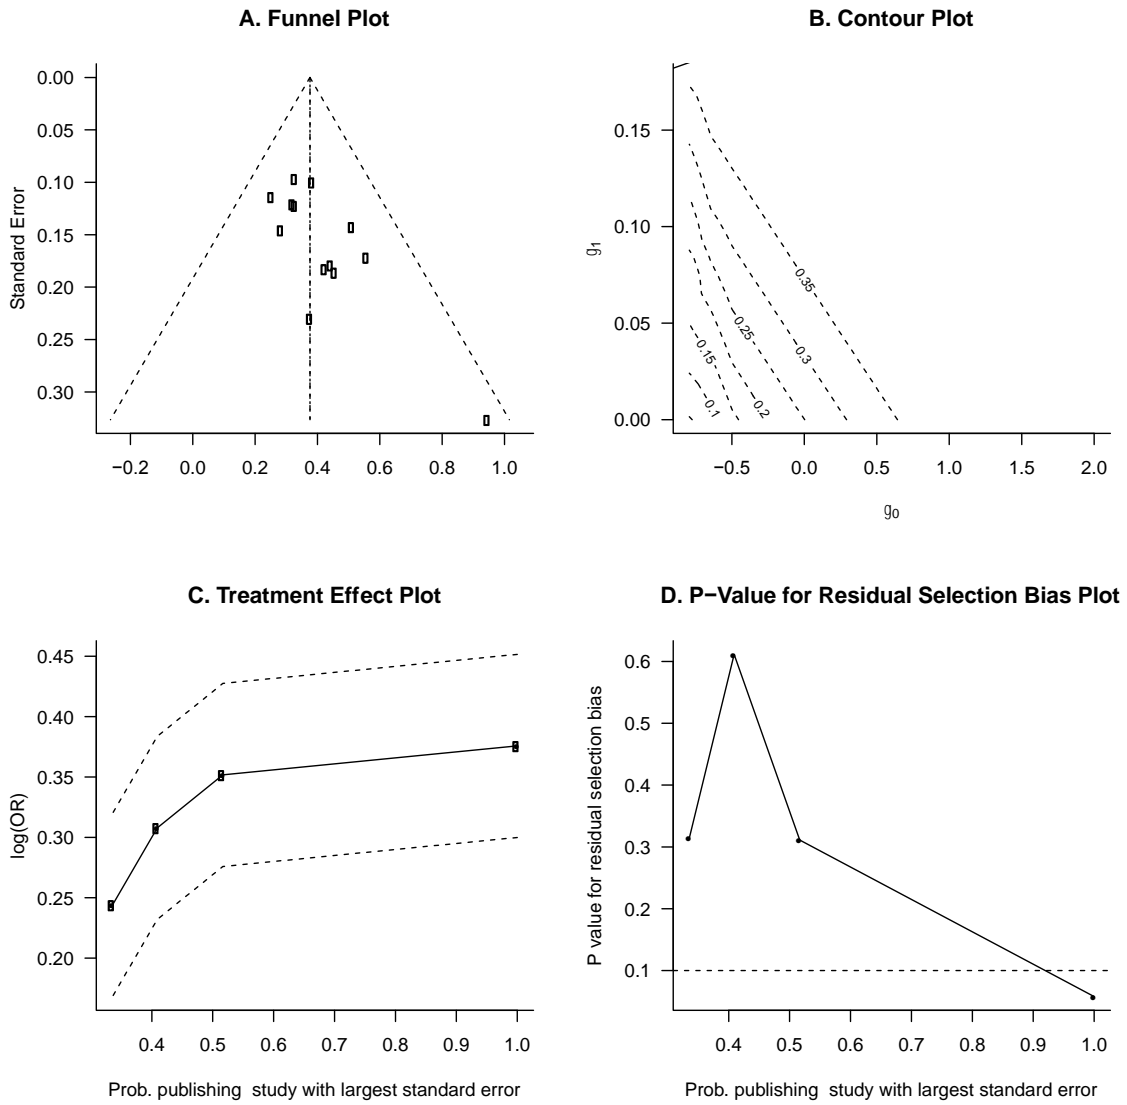 A. Funnel Plot
0.00
0.05
0.10
0.15
0.20
0.25
0.30
Standard Error
−0.2 0.0 0.2 0.4 0.6 0.8 1.0
B. Contour Plot
0.15
0.10
0.05
0.00
g1
0.35
0.3
0.25
0.2
0.15
0.1
−0.5 0.0 0.5 1.0 1.5 2.0
g0
C. Treatment Effect Plot
0.45
0.40
0.35
0.30
0.25
0.20
log(OR)
0.4 0.5 0.6 0.7 0.8 0.9 1.0
Prob. publishing study with largest standard error
D. P−Value for Residual Selection Bias Plot
0.6
0.5
0.4
0.3
0.2
0.1
P value for residual selection bias
0.4 0.5 0.6 0.7 0.8 0.9 1.0
Prob. publishing study with largest standard error